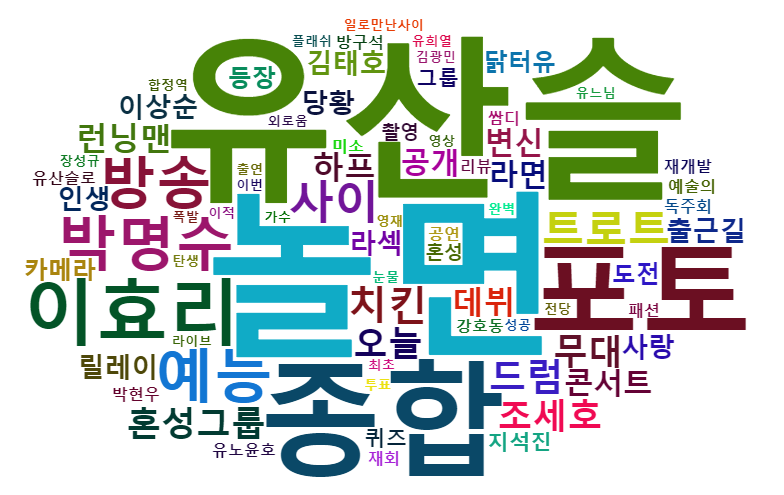 일로만난사이
플래쉬 방구석 유희열
등장 김태호 김광민 닭터유
합정역 그룹
이상순 당황 유산슬 유느님
외로움 촬영 쌈디
런닝맨 미소 영상 변신
장성규 방송 출연 하프 공개 리뷰 라면 재개발
유산슬로 인생 이번 사이 예술의
폭발 이적 가수 영재 완벽 독주회
박명수 놀면 라섹 공연 혼성 트로트 출근길
카메라 탄생 눈물 도전
이효리 치킨 데뷔 전당 포토 패션
라이브 오늘 강호동 성공
릴레이 예능 최초 무대 사랑
박현우 투표 드럼 콘서트
혼성그룹 종합 조세호
유노윤호 퀴즈 지석진
재회